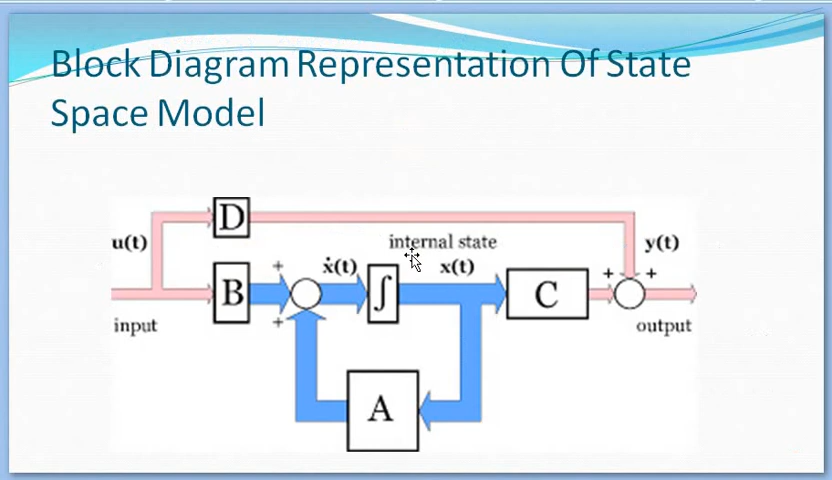 Block Diagram Representation Of State
Space Model
D
u(t)
internal state
y(t)
+
ẋ(t)
x(t)
+
+
B
∫
C
+
input
output
A